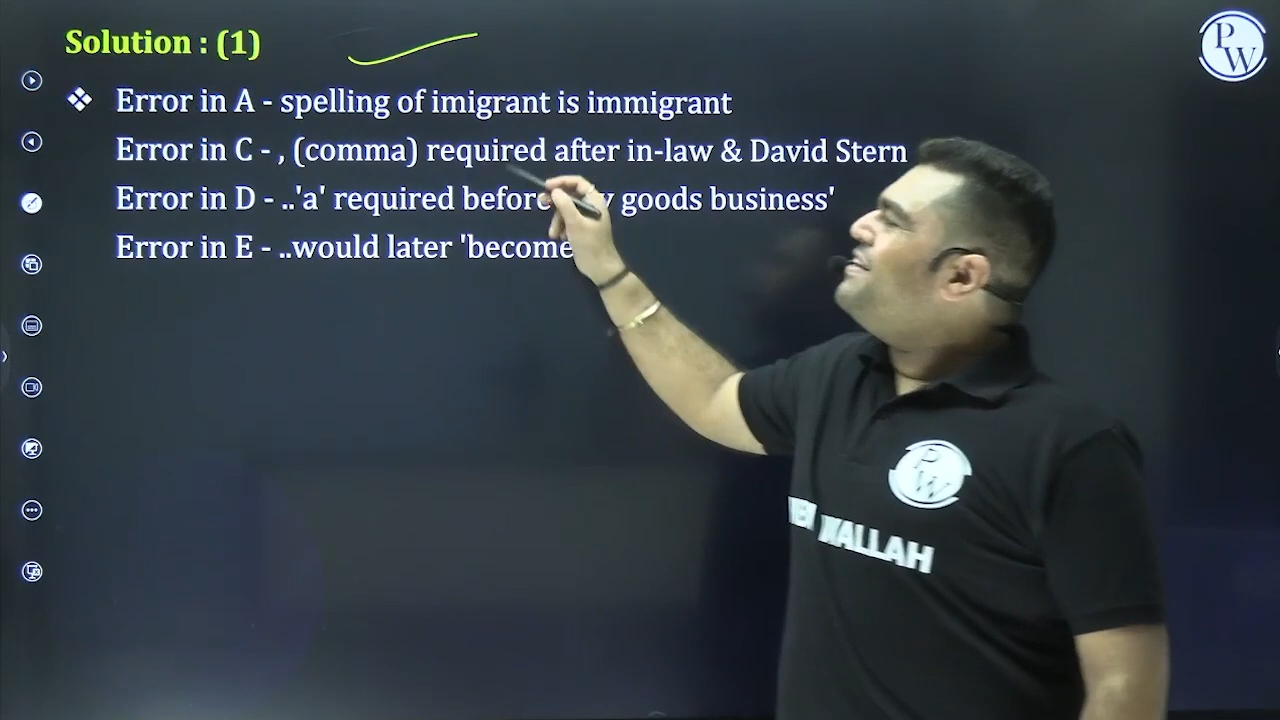 Solution : (1)
PW
❖ Error in A - spelling of imigrant is immigrant
Error in C - , (comma) required after in-law & David Stern
Error in D - ..'a' required before goods business'
Error in E - ..would later 'become
PW
WALLAH